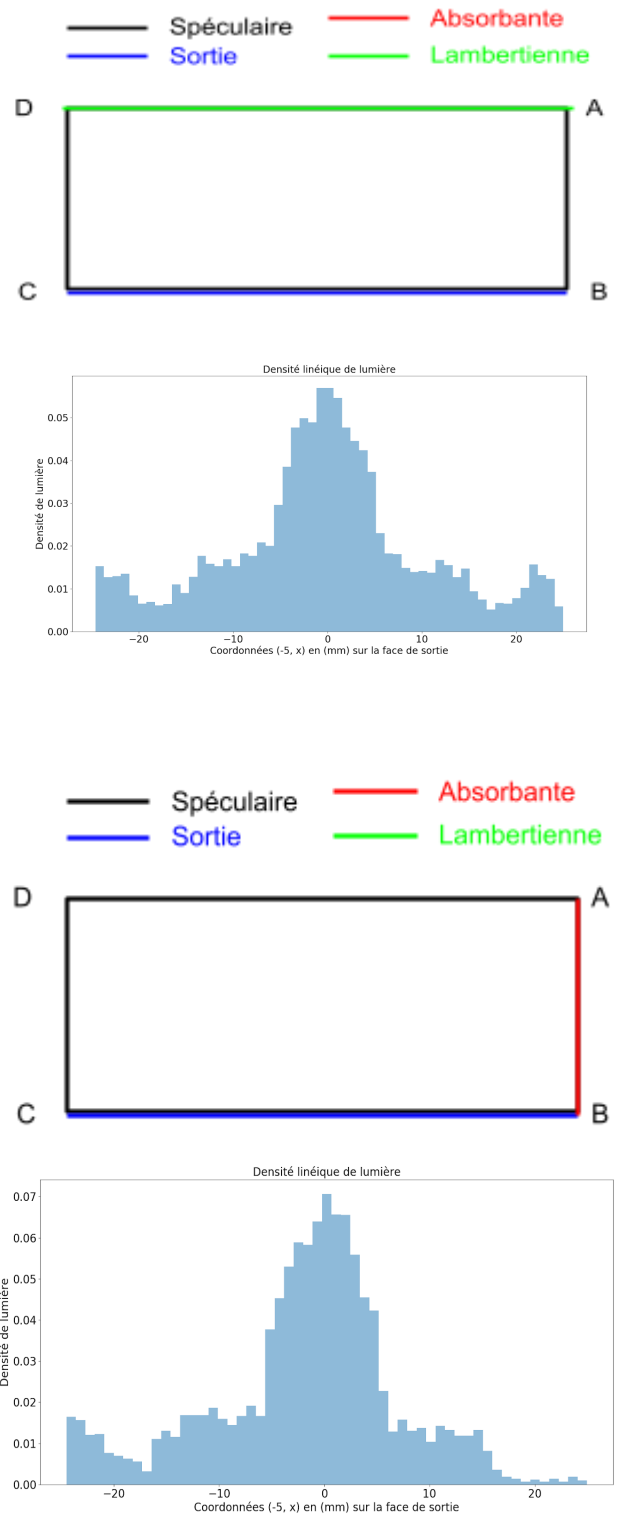 Spéculaire Absorbante
Sortie Lambertienne
D A
C B
Densité linéique de lumière
0.05
0.04
0.03
0.02
0.01
0.00
Densité de lumière
−20 −10 0 10 20
Coordonnées (-5, x) en (mm) sur la face de sortie
Spéculaire Absorbante
Sortie Lambertienne
D A
C B
Densité linéique de lumière
0.07
0.06
0.05
0.04
0.03
0.02
0.01
0.00
Densité de lumière
−20 −10 0 10 20
Coordonnées (-5, x) en (mm) sur la face de sortie